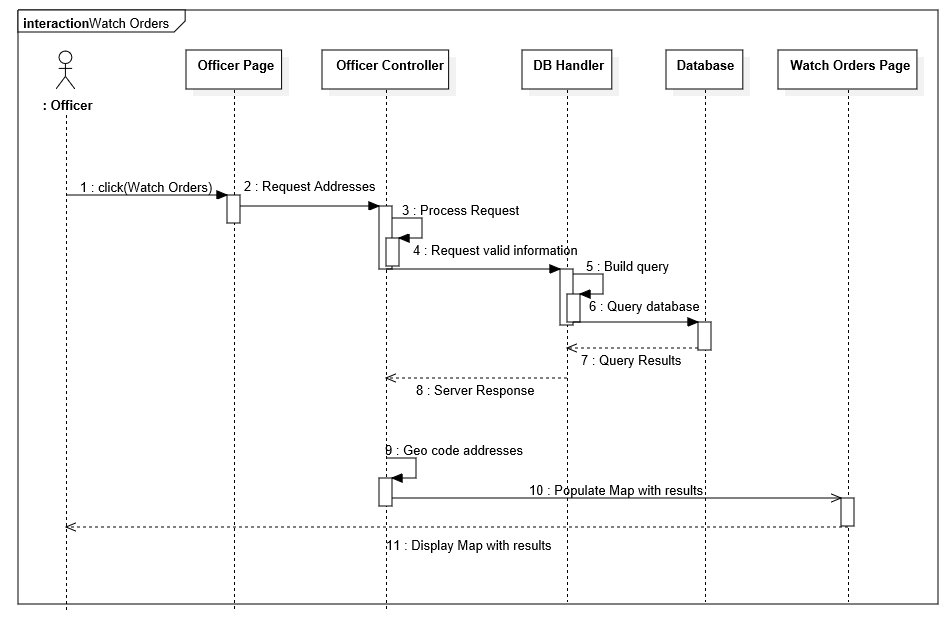 interactionWatch Orders
Officer Page
Officer Controller
DB Handler
Database
Watch Orders Page
: Officer
1 : click(Watch Orders)
2 : Request Addresses
3 : Process Request
4 : Request valid information
5 : Build query
6 : Query database
7 : Query Results
8 : Server Response
9 : Geo code addresses
10 : Populate Map with results
11 : Display Map with results